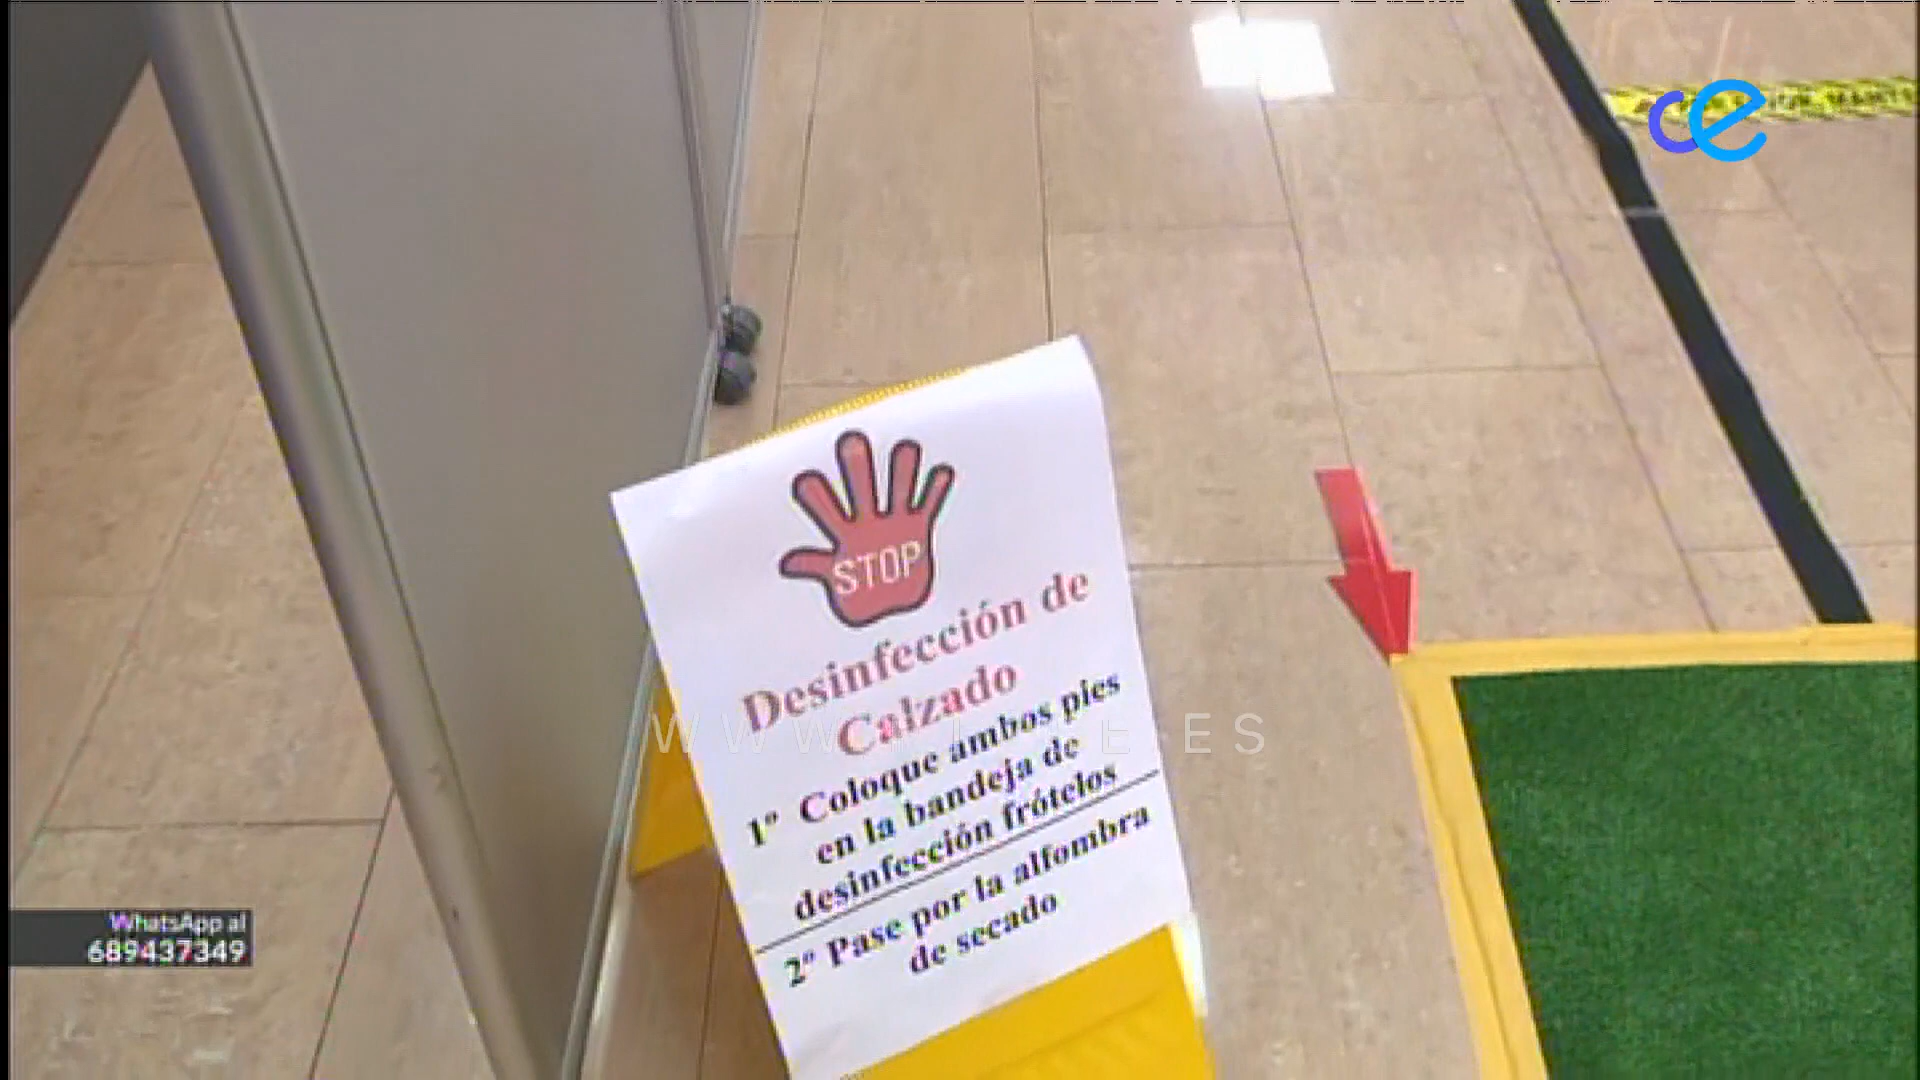 ce
STOP
Desinfección de
Calzado
1º Coloque ambos pies
en la bandeja de
desinfección frótelos
2º Pase por la alfombra
de secado
WhatsApp al
689437349